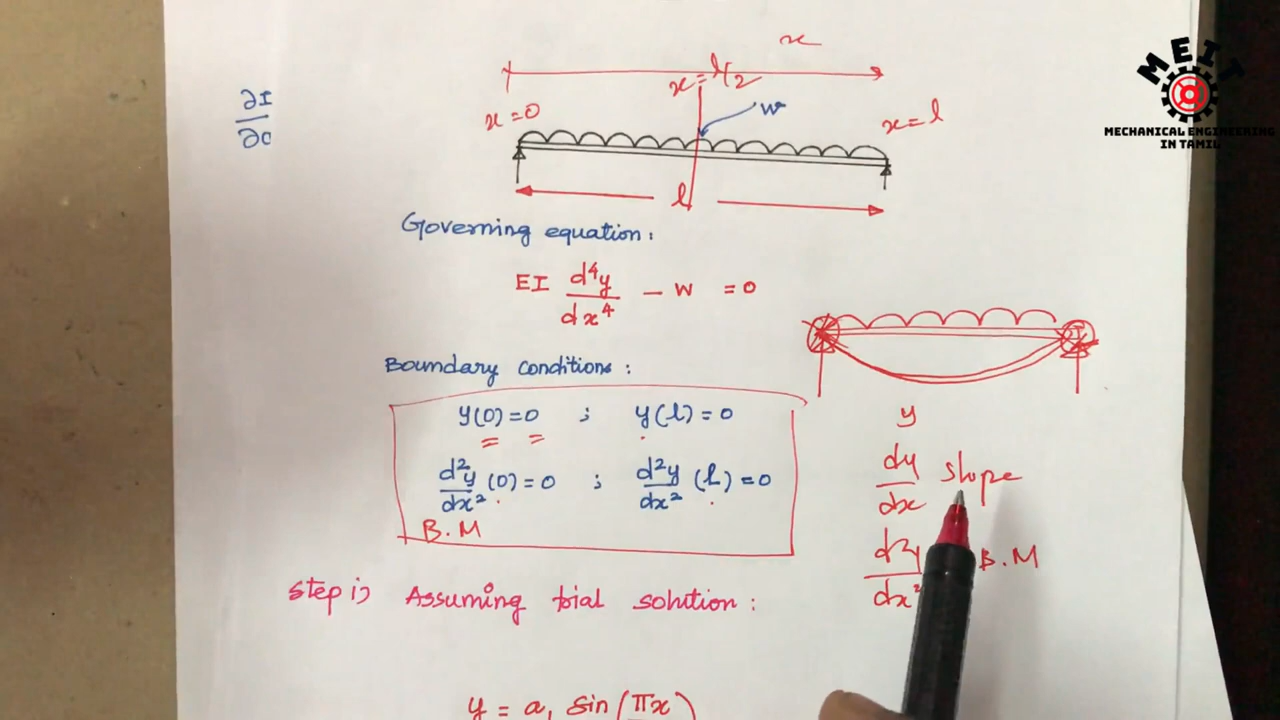 x
x = l/2
w
x = 0
x = l
l
∂I
∂c
Governing equation:
EI d⁴y/dx⁴ – w = 0
Boundary conditions:
y(0) = 0 ; y(l) = 0
d²y/dx² (0) = 0 ; d²y/dx² (l) = 0
B.M
y
dy/dx slope
d²y/dx² B.M
Step i) Assuming trial solution:
y = a₁ sin (πx
MEIT
MECHANICAL ENGINEERING
IN TAMIL